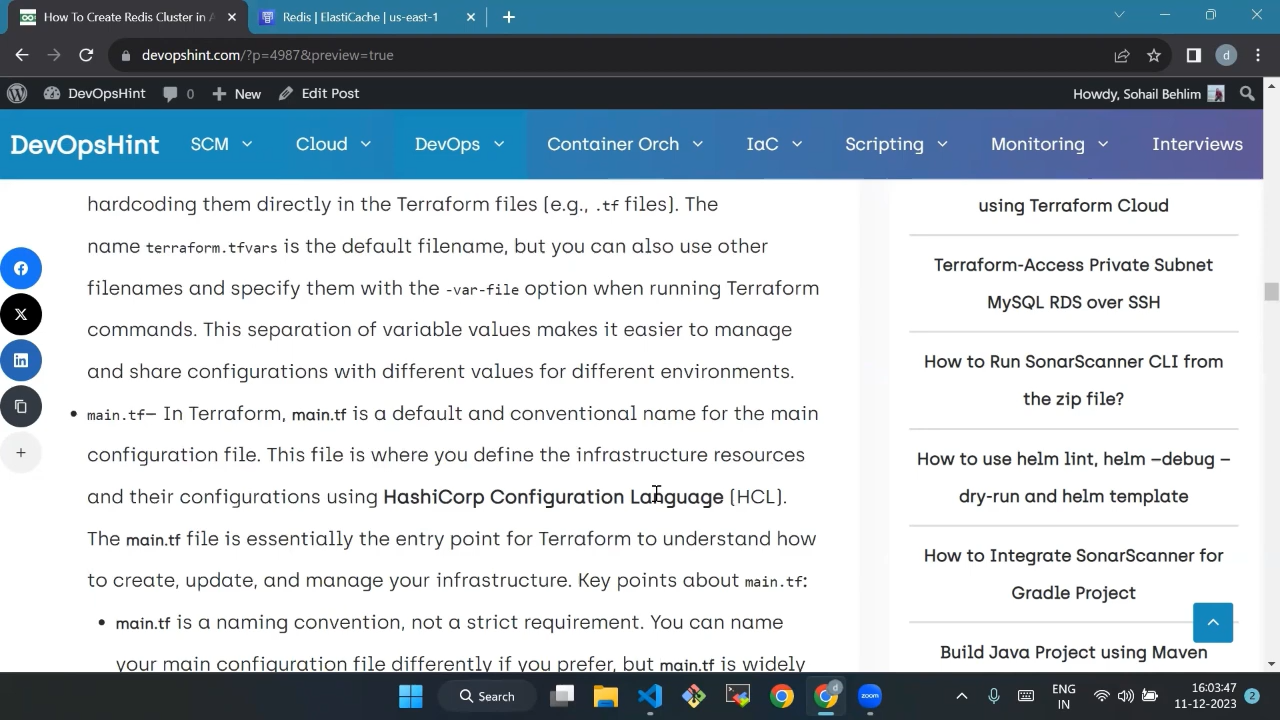 How To Create Redis Cluster in A
Redis | ElastiCache | us-east-1
devopshint.com/?p=4987&preview=true
d
DevOpsHint
0
New
Edit Post
Howdy, Sohail Behlim
DevOpsHint
SCM
Cloud
DevOps
Container Orch
IaC
Scripting
Monitoring
Interviews
hardcoding them directly in the Terraform files (e.g., .tf files). The
name terraform.tfvars is the default filename, but you can also use other
filenames and specify them with the -var-file option when running Terraform
commands. This separation of variable values makes it easier to manage
and share configurations with different values for different environments.
• main.tf– In Terraform, main.tf is a default and conventional name for the main
configuration file. This file is where you define the infrastructure resources
and their configurations using HashiCorp Configuration Language (HCL).
The main.tf file is essentially the entry point for Terraform to understand how
to create, update, and manage your infrastructure. Key points about main.tf:
• main.tf is a naming convention, not a strict requirement. You can name
your main configuration file differently if you prefer, but main.tf is widely
using Terraform Cloud
Terraform-Access Private Subnet
MySQL RDS over SSH
How to Run SonarScanner CLI from
the zip file?
How to use helm lint, helm –debug –
dry-run and helm template
How to Integrate SonarScanner for
Gradle Project
Build Java Project using Maven
Search
d
zoom
ENG
IN
16:03:47
11-12-2023
2